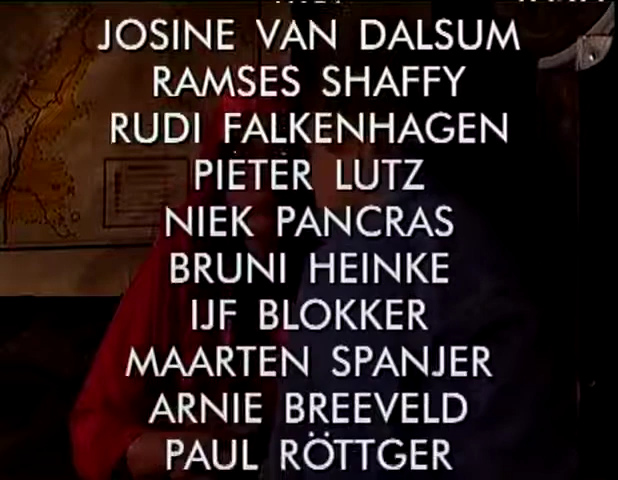 JOSINE VAN DALSUM
RAMSES SHAFFY
RUDI FALKENHAGEN
PIETER LUTZ
NIEK PANCRAS
BRUNI HEINKE
IJF BLOKKER
MAARTEN SPANJER
ARNIE BREEVELD
PAUL RÖTTGER